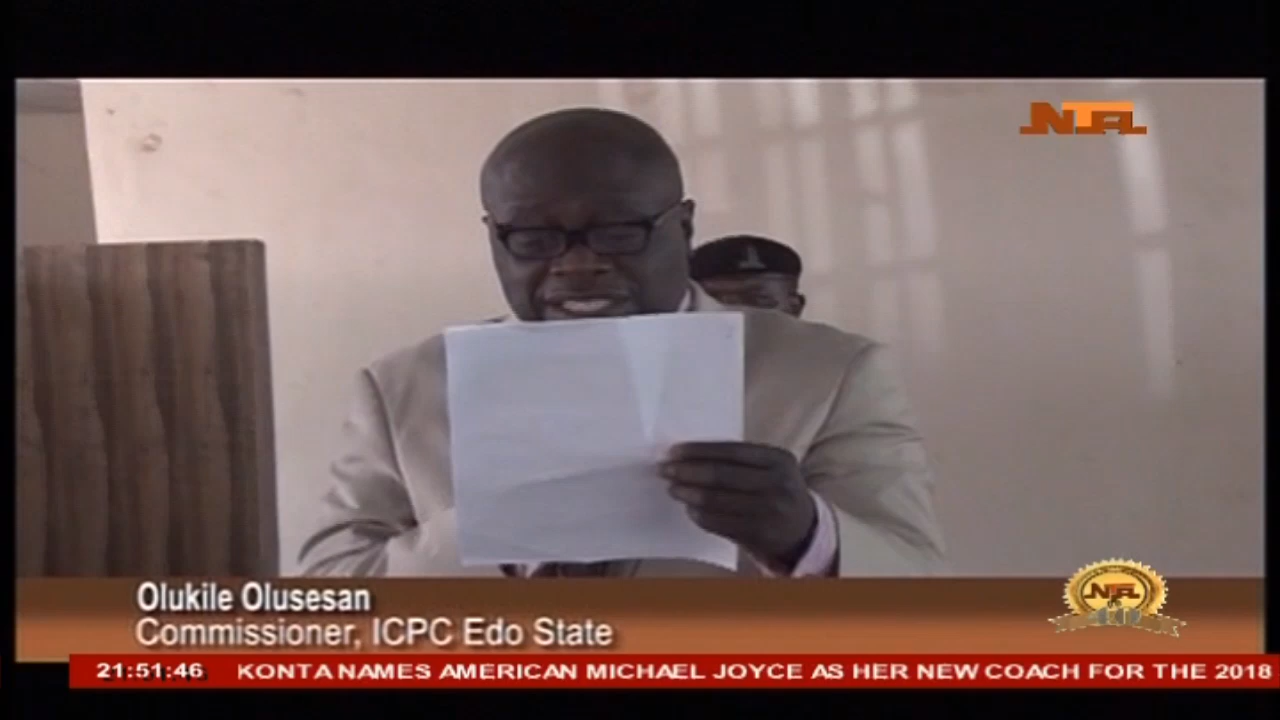 NTA
Olukile Olusesan
Commissioner, ICPC Edo State
NTA
21:51:46 KONTA NAMES AMERICAN MICHAEL JOYCE AS HER NEW COACH FOR THE 2018